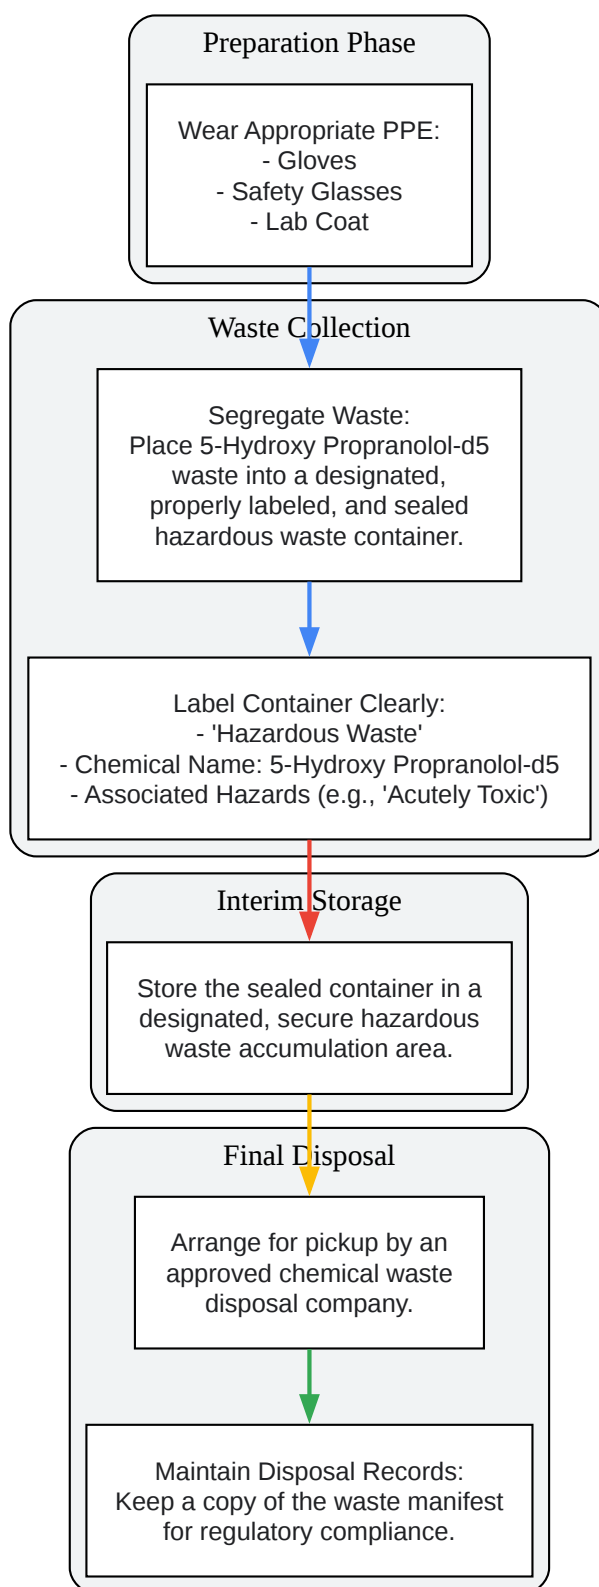 Preparation Phase
Wear Appropriate PPE:
- Gloves
- Safety Glasses
- Lab Coat
Waste Collection
Segregate Waste:
Place 5-Hydroxy Propranolol-d5
waste into a designated,
properly labeled, and sealed
hazardous waste container.
Label Container Clearly:
- 'Hazardous Waste'
- Chemical Name: 5-Hydroxy Propranolol-d5
- Associated Hazards (e.g., 'Acutely Toxic')
Interim Storage
Store the sealed container in a
designated, secure hazardous
waste accumulation area.
Final Disposal
Arrange for pickup by an
approved chemical waste
disposal company.
Maintain Disposal Records:
Keep a copy of the waste manifest
for regulatory compliance.